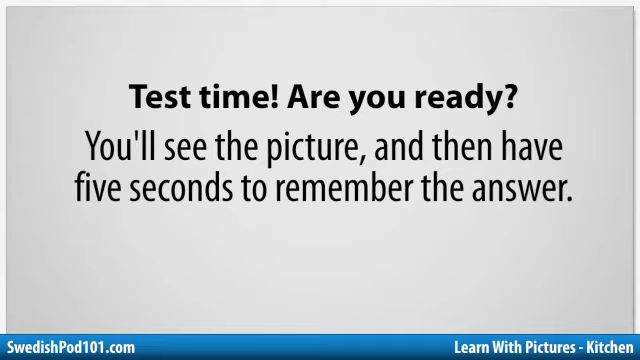 Test time! Are you ready?
You'll see the picture, and then have
five seconds to remember the answer.
SwedishPod101.com
Learn With Pictures - Kitchen